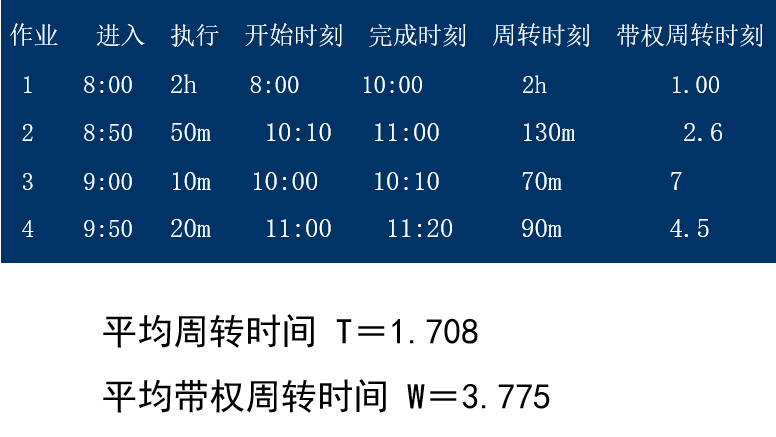 作业 进入 执行 开始时刻 完成时刻 周转时刻 带权周转时刻
1 8:00 2h 8:00 10:00 2h 1.00
2 8:50 50m 10:10 11:00 130m 2.6
3 9:00 10m 10:00 10:10 70m 7
4 9:50 20m 11:00 11:20 90m 4.5
平均周转时间 T＝1.708
平均带权周转时间 W＝3.775